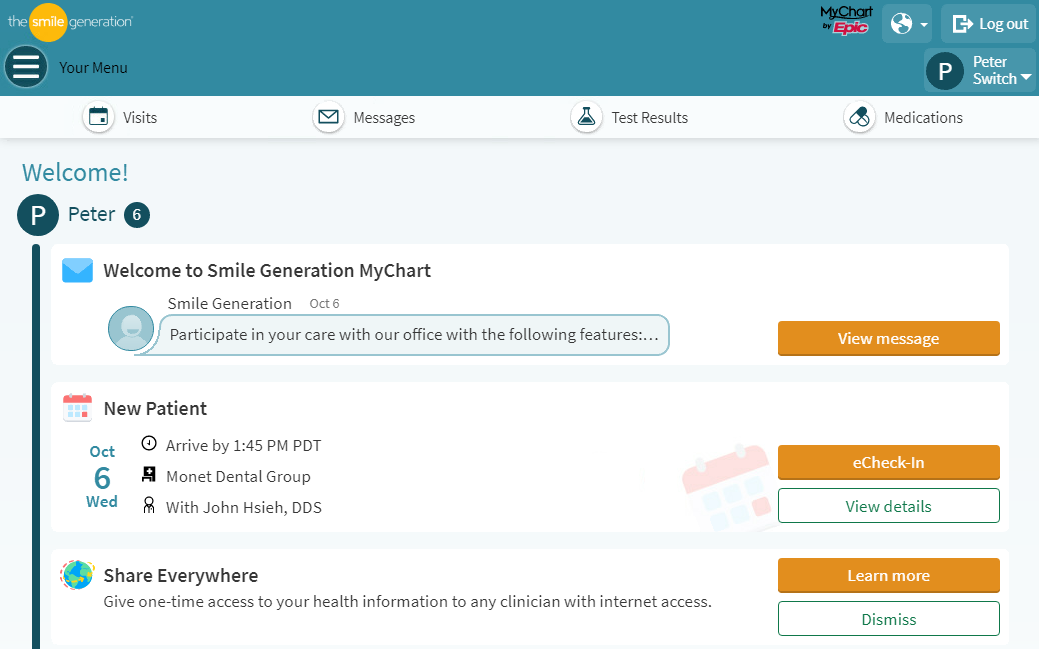 the smile generation
MyChart
by Epic
Log out
Your Menu
P
Peter
Switch
Visits
Messages
Test Results
Medications
Welcome!
P
Peter
6
Welcome to Smile Generation MyChart
Smile Generation
Oct 6
Participate in your care with our office with the following features:...
View message
New Patient
Oct
6
Wed
Arrive by 1:45 PM PDT
Monet Dental Group
With John Hsieh, DDS
eCheck-In
View details
Share Everywhere
Give one-time access to your health information to any clinician with internet access.
Learn more
Dismiss